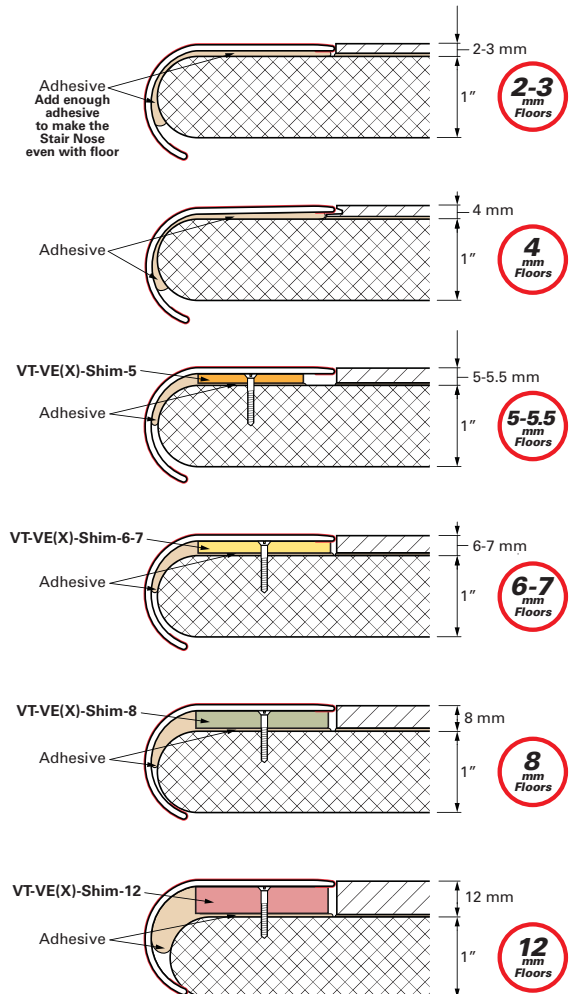 Adhesive
Add enough
adhesive
to make the
Stair Nose
even with floor
2-3 mm
1”
2-3
mm
Floors
Adhesive
4 mm
1”
4
mm
Floors
VT-VE(X)-Shim-5
Adhesive
5-5.5 mm
1”
5-5.5
mm
Floors
VT-VE(X)-Shim-6-7
Adhesive
6-7 mm
1”
6-7
mm
Floors
VT-VE(X)-Shim-8
Adhesive
8 mm
1”
8
mm
Floors
VT-VE(X)-Shim-12
Adhesive
12 mm
1”
12
mm
Floors